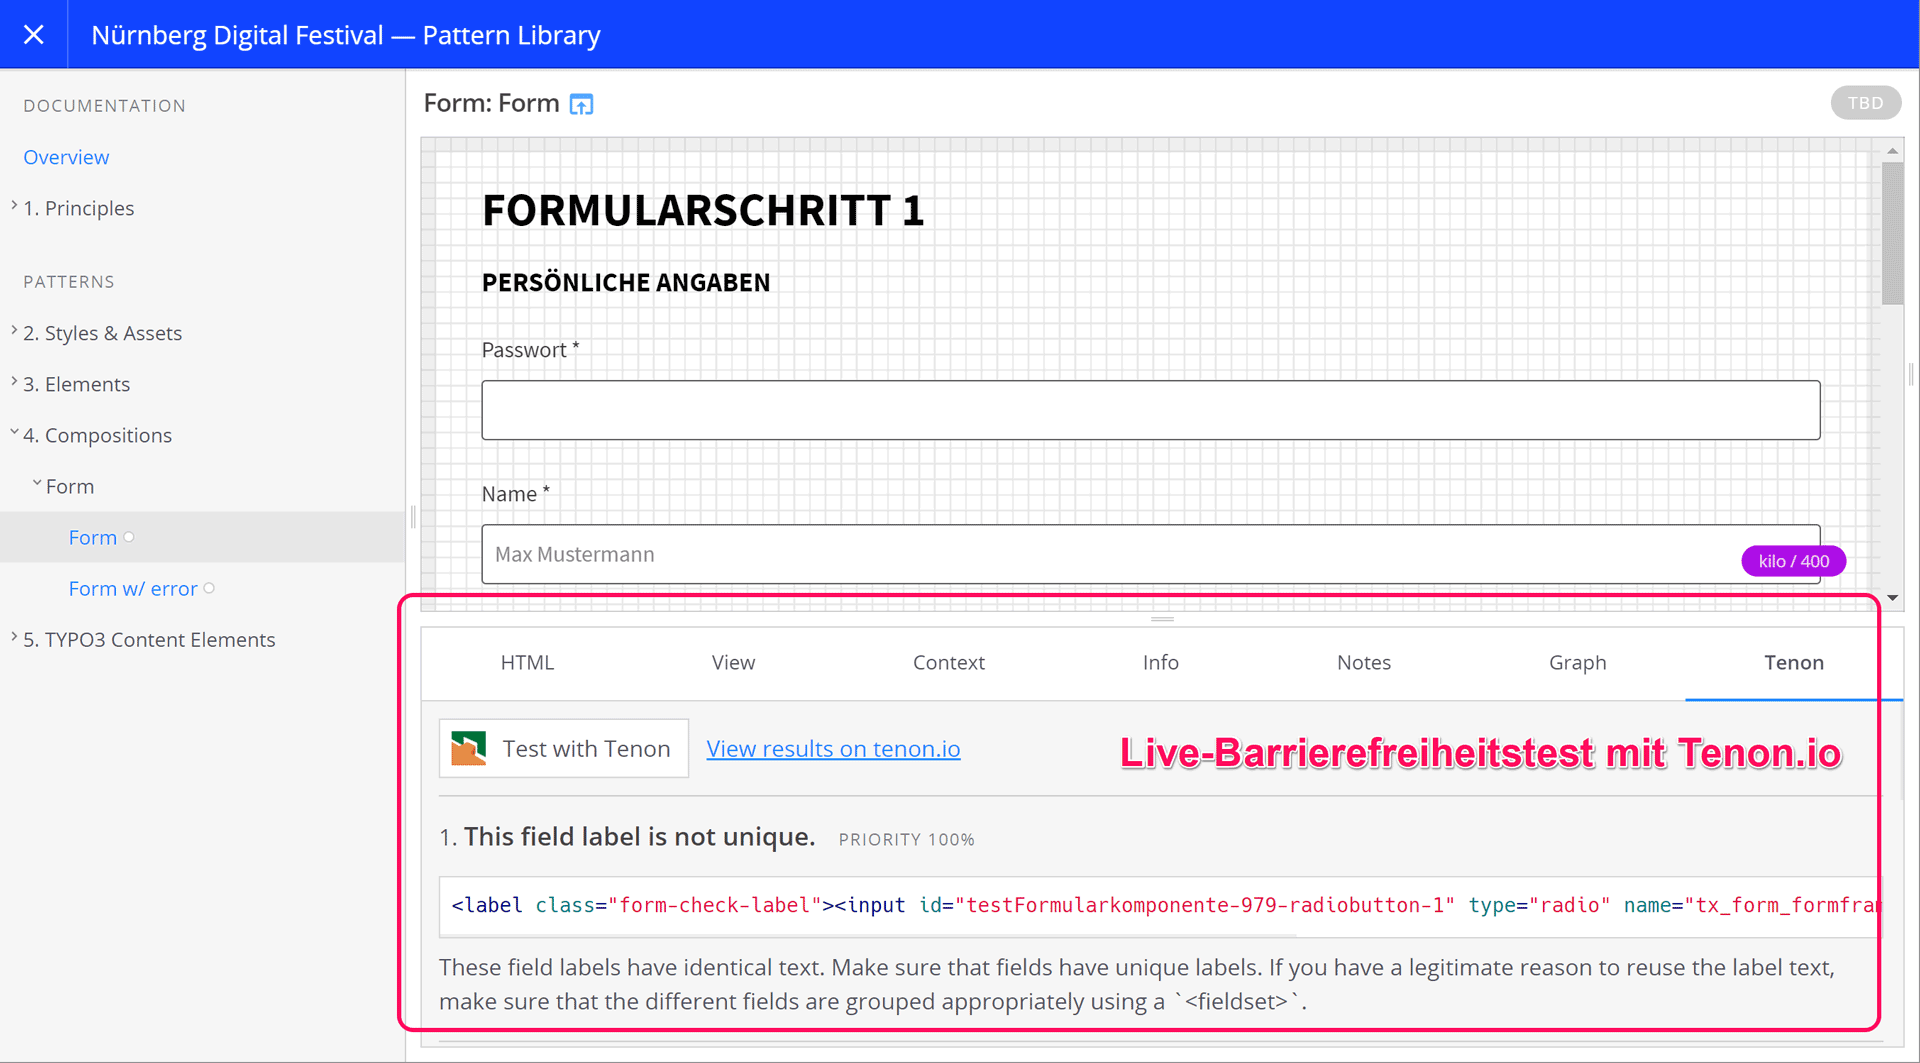 Nürnberg Digital Festival — Pattern Library
DOCUMENTATION
Overview
1. Principles
PATTERNS
2. Styles & Assets
3. Elements
4. Compositions
Form
Form
Form w/ error
5. TYPO3 Content Elements
Form: Form
TBD
FORMULARSCHRITT 1
PERSÖNLICHE ANGABEN
Passwort *
Name *
Max Mustermann
kilo / 400
HTML View Context Info Notes Graph Tenon
Test with Tenon View results on tenon.io
Live-Barrierefreiheitstest mit Tenon.io
1. This field label is not unique. PRIORITY 100%
<label class="form-check-label"><input id="testFormularkomponente-979-radiobutton-1" type="radio" name="tx_form_formfra
These field labels have identical text. Make sure that fields have unique labels. If you have a legitimate reason to reuse the label text,
make sure that the different fields are grouped appropriately using a `<fieldset>`.